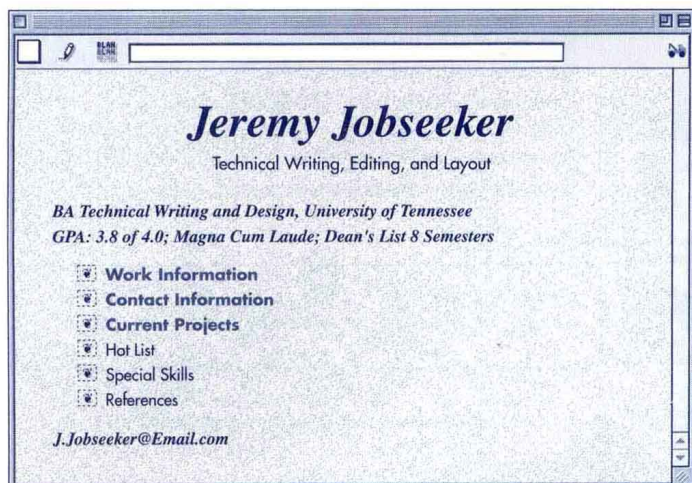 BLAH
BLAH
Jeremy Jobseeker
Technical Writing, Editing, and Layout
BA Technical Writing and Design, University of Tennessee
GPA: 3.8 of 4.0; Magna Cum Laude; Dean's List 8 Semesters
Work Information
Contact Information
Current Projects
Hot List
Special Skills
References
J.Jobseeker@Email.com